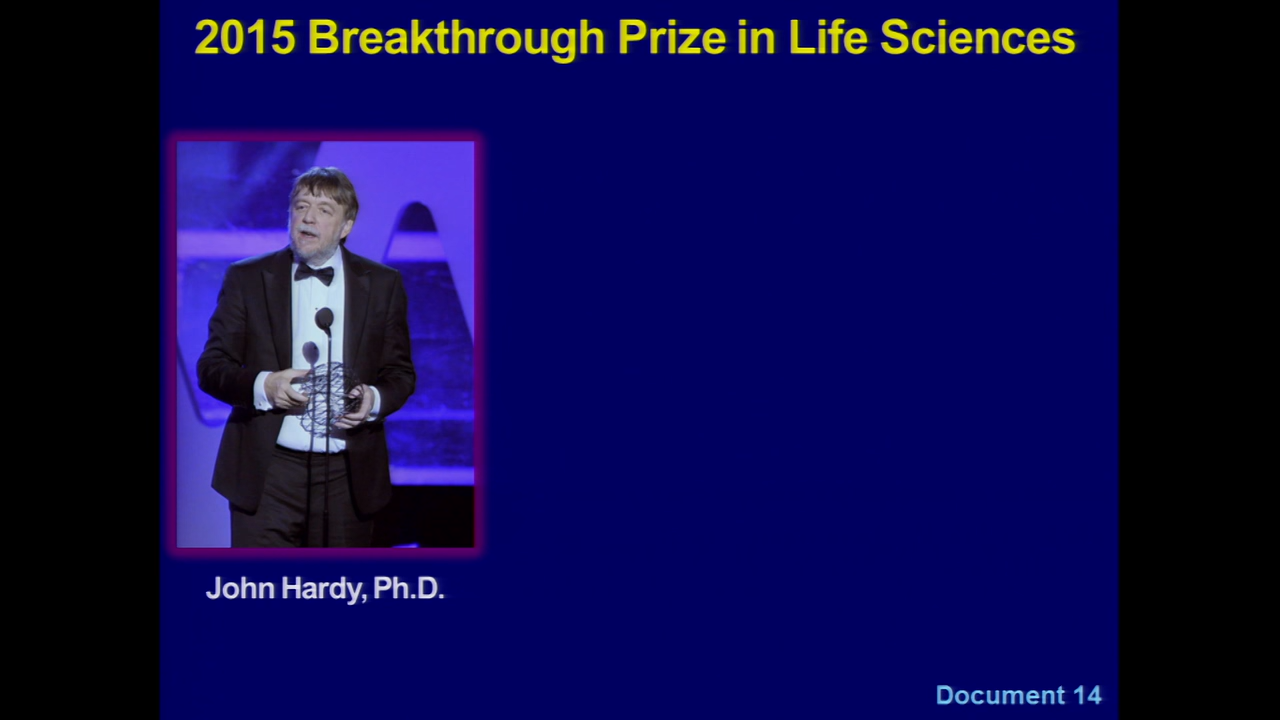 2015 Breakthrough Prize in Life Sciences
John Hardy, Ph.D.
Document 14